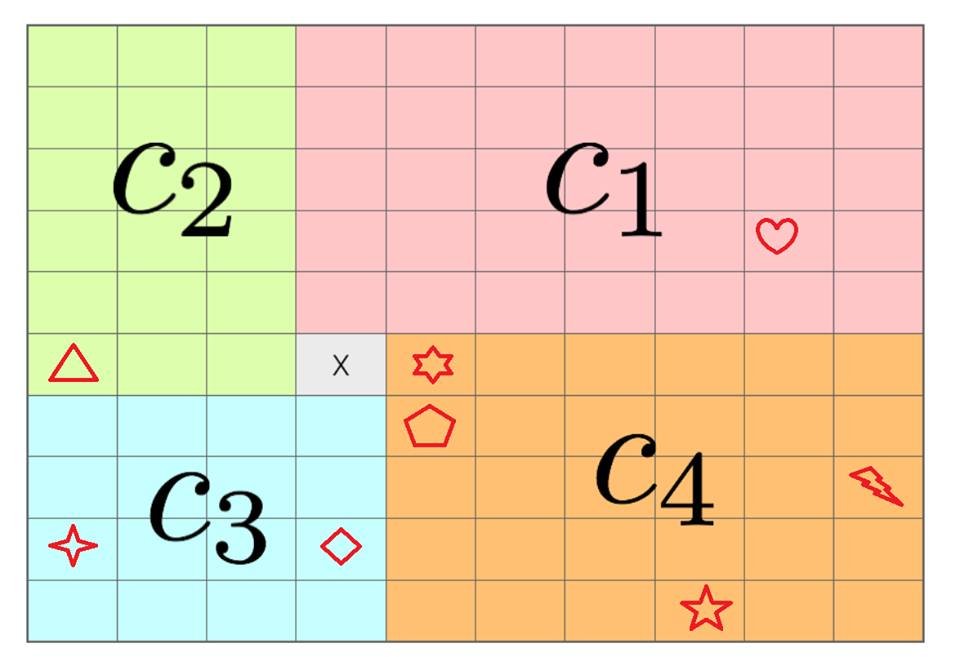 c₂ c₁
X
c₃ c₄